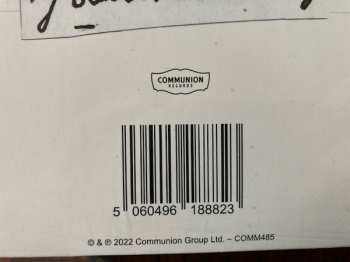 COMMUNION
RECORDS
5 060496 188823
© & ℗ 2022 Communion Group Ltd. – COMM485